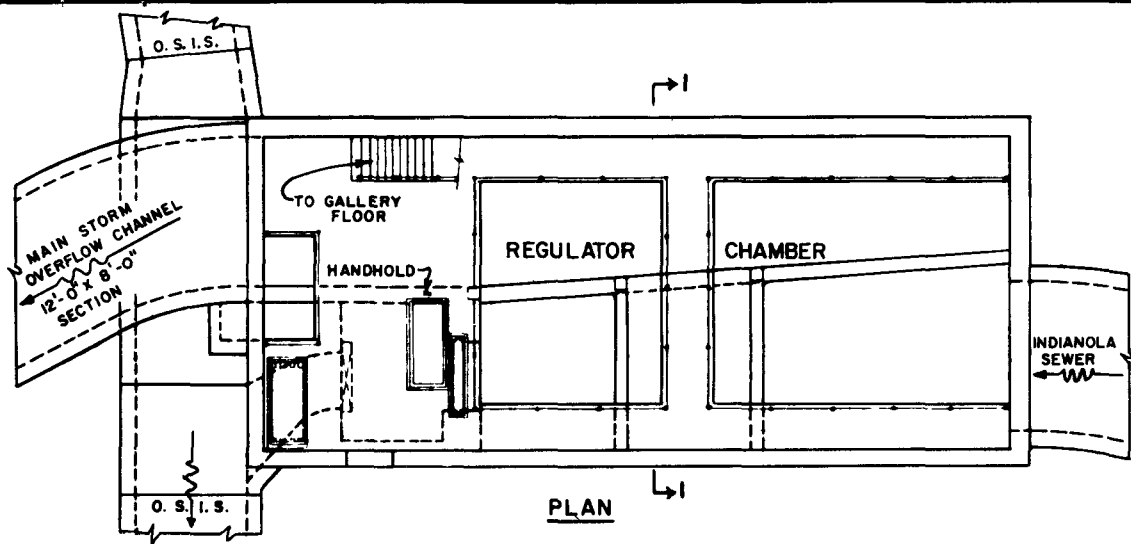 O. S. I. S.
1
TO GALLERY
FLOOR
MAIN STORM
OVERFLOW CHANNEL
12'-0" X 8'-0"
SECTION
HANDHOLD
REGULATOR CHAMBER
INDIANOLA
SEWER
O. S. I. S.
1
PLAN